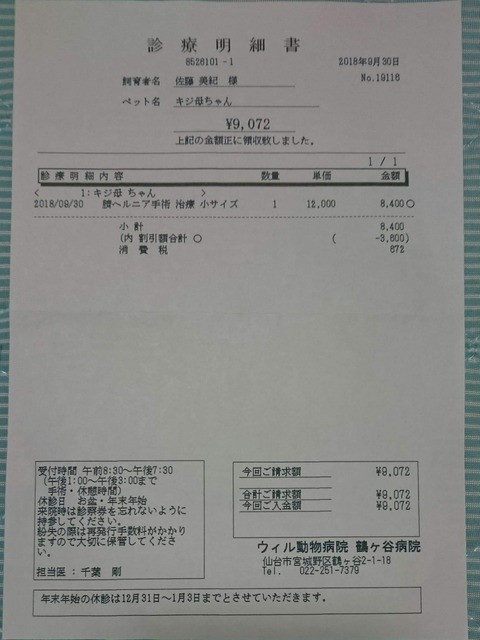 診療明細書
8526101-1
2018年9月30日
No.19116
飼育者名 佐藤 美紀 様
ペット名 キジ母ちゃん
¥9,072
上記の金額正に領収致しました。
1/1
診療明細内容 数量 単価 金額
< 1:キジ母 ちゃん >
2018/09/30 臍ヘルニア手術 治療 小サイズ 1 12,000 8,400○
小 計 8,400
(内 割引額合計 ○ ( -3,600)
消 費 税 672
受付時間 午前8:30~午後7:30
(午後1:00~午後3:00まで
手術・休憩時間)
休診日 お盆・年末年始
来院時は診察券を忘れないように
持参してください。
紛失の際は再発行手数料がかかり
ますので大切に保管してくださ
い。
担当医:千葉 剛
今回ご請求額 ¥9,072
合計ご請求額 ¥9,072
今回ご入金額 ¥9,072
ウィル動物病院 鶴ヶ谷病院
仙台市宮城野区鶴ヶ谷2-1-18
Tel. 022-251-7379
年末年始の休診は12月31日~1月3日までとさせていただきます。